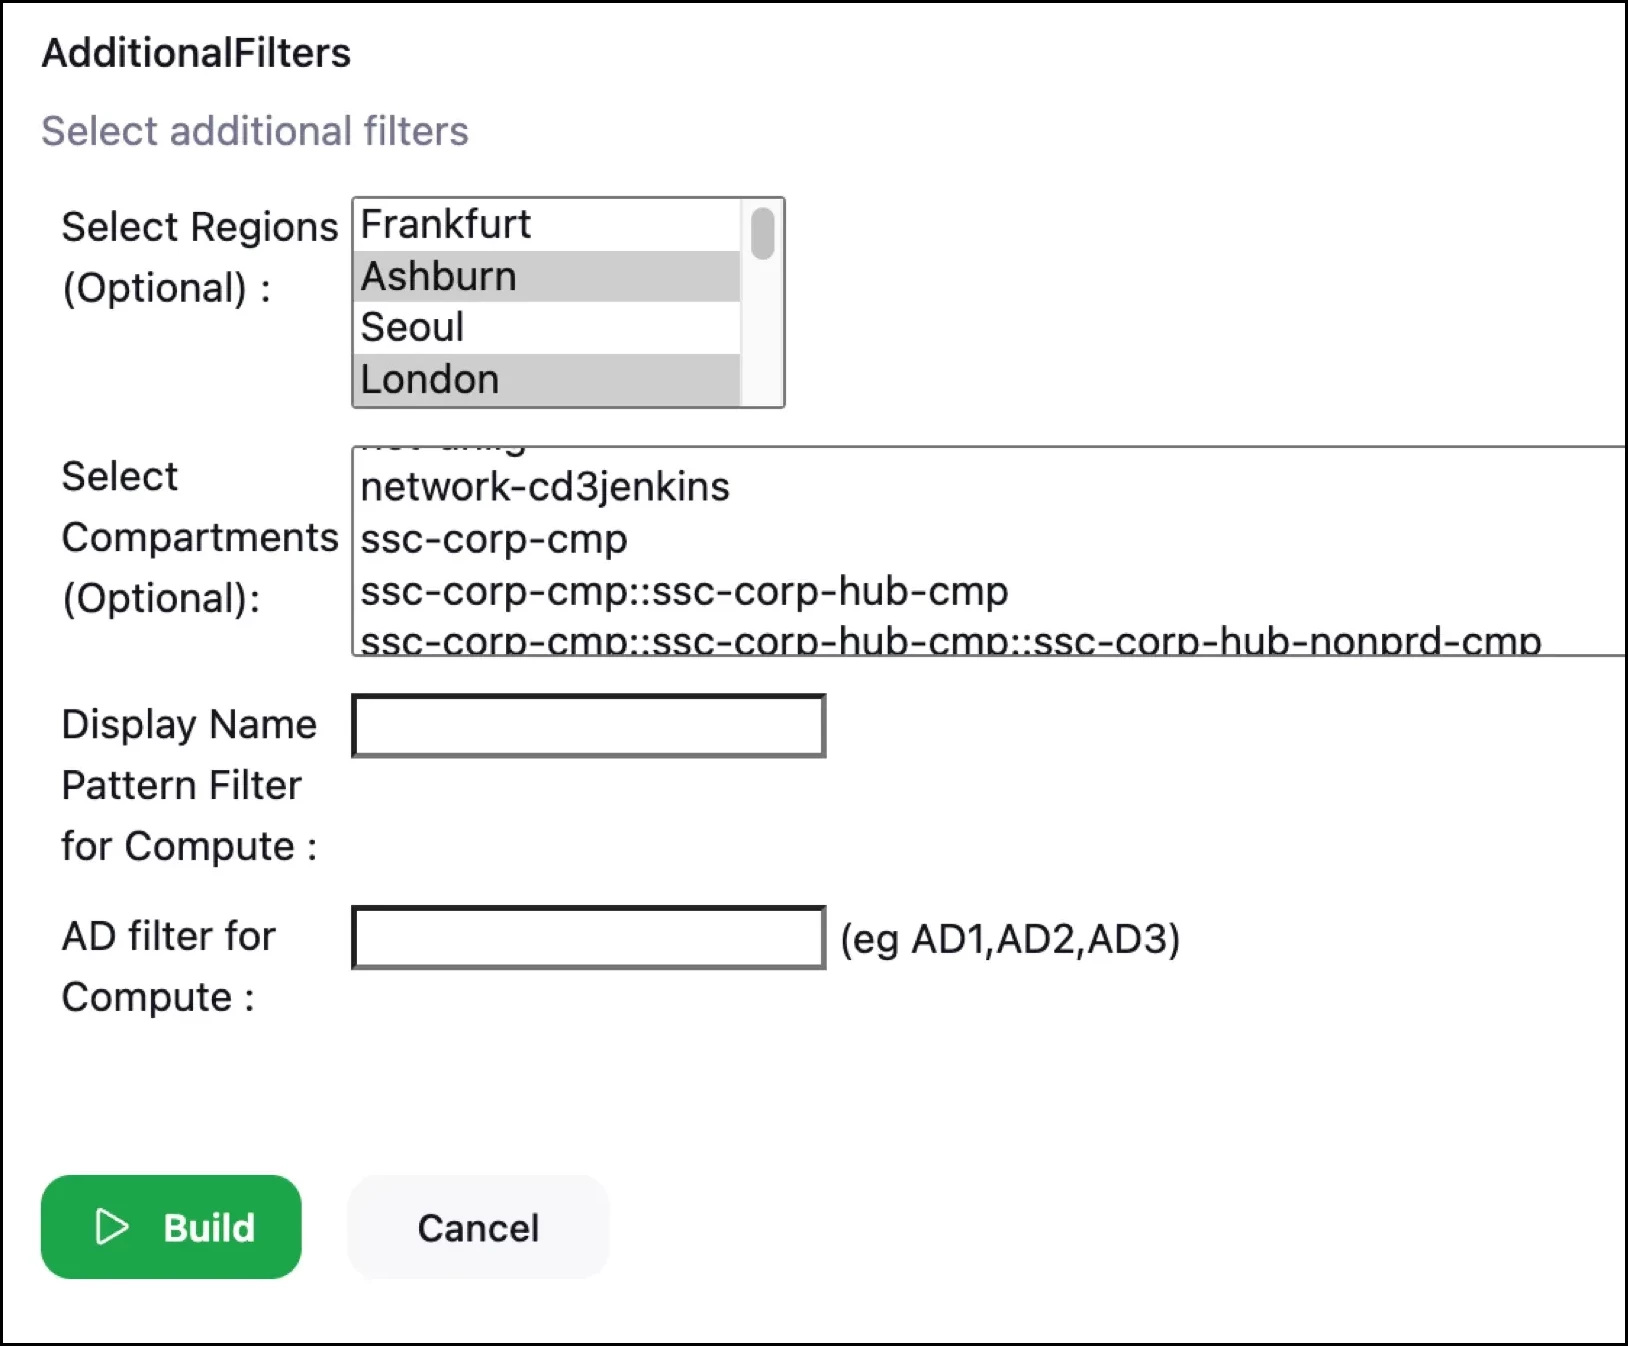 AdditionalFilters
Select additional filters
Select Regions
(Optional) :
Frankfurt
Ashburn
Seoul
London
Select
Compartments
(Optional):
network-cd3jenkins
ssc-corp-cmp
ssc-corp-cmp::ssc-corp-hub-cmp
ssc-corp-cmp::ssc-corp-hub-cmp::ssc-corp-hub-nonprd-cmp
Display Name
Pattern Filter
for Compute :
AD filter for
Compute :
(eg AD1,AD2,AD3)
Build
Cancel